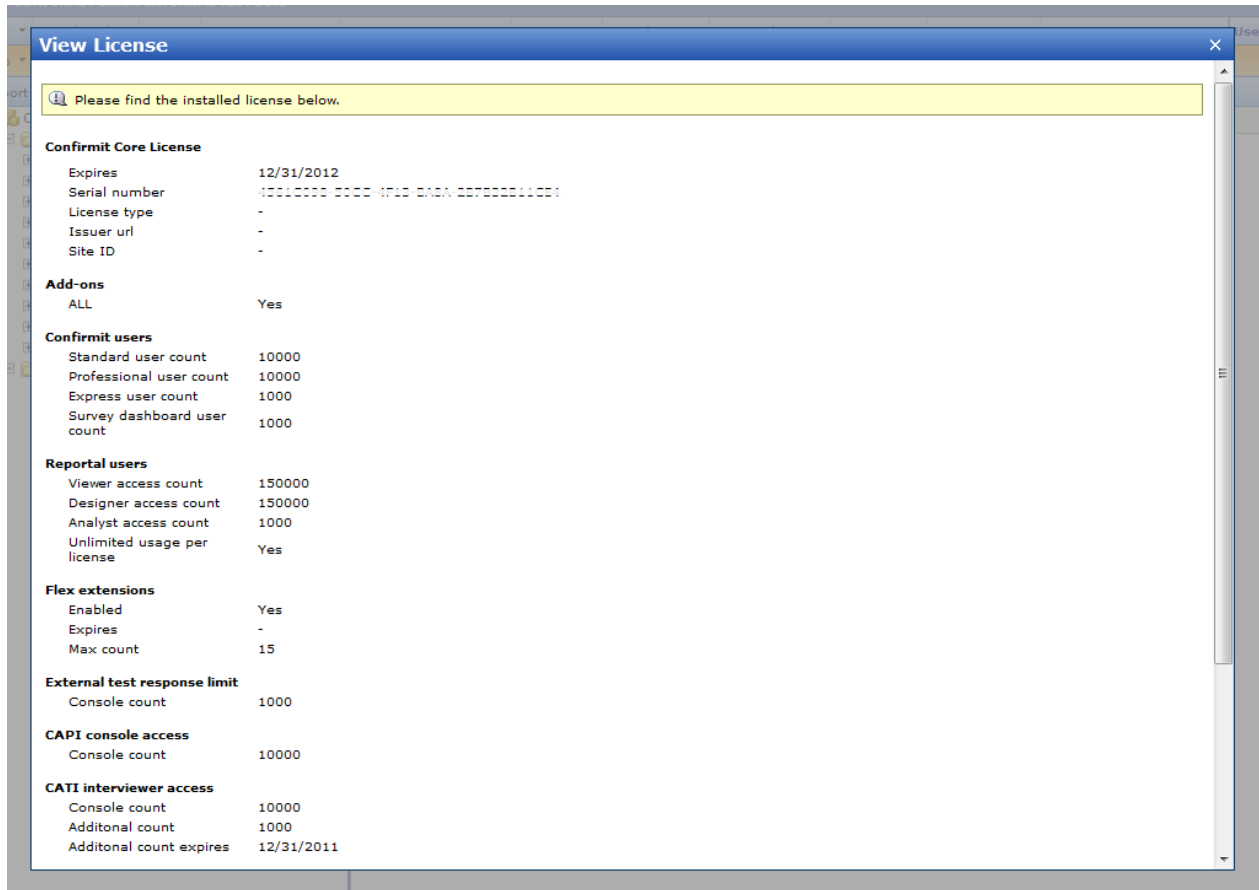 View License
Please find the installed license below.
Confirmit Core License
Expires 12/31/2012
Serial number
License type -
Issuer url -
Site ID -
Add-ons
ALL Yes
Confirmit users
Standard user count 10000
Professional user count 10000
Express user count 1000
Survey dashboard user
count 1000
Reportal users
Viewer access count 150000
Designer access count 150000
Analyst access count 1000
Unlimited usage per
license Yes
Flex extensions
Enabled Yes
Expires -
Max count 15
External test response limit
Console count 1000
CAPI console access
Console count 10000
CATI interviewer access
Console count 10000
Additonal count 1000
Additonal count expires 12/31/2011